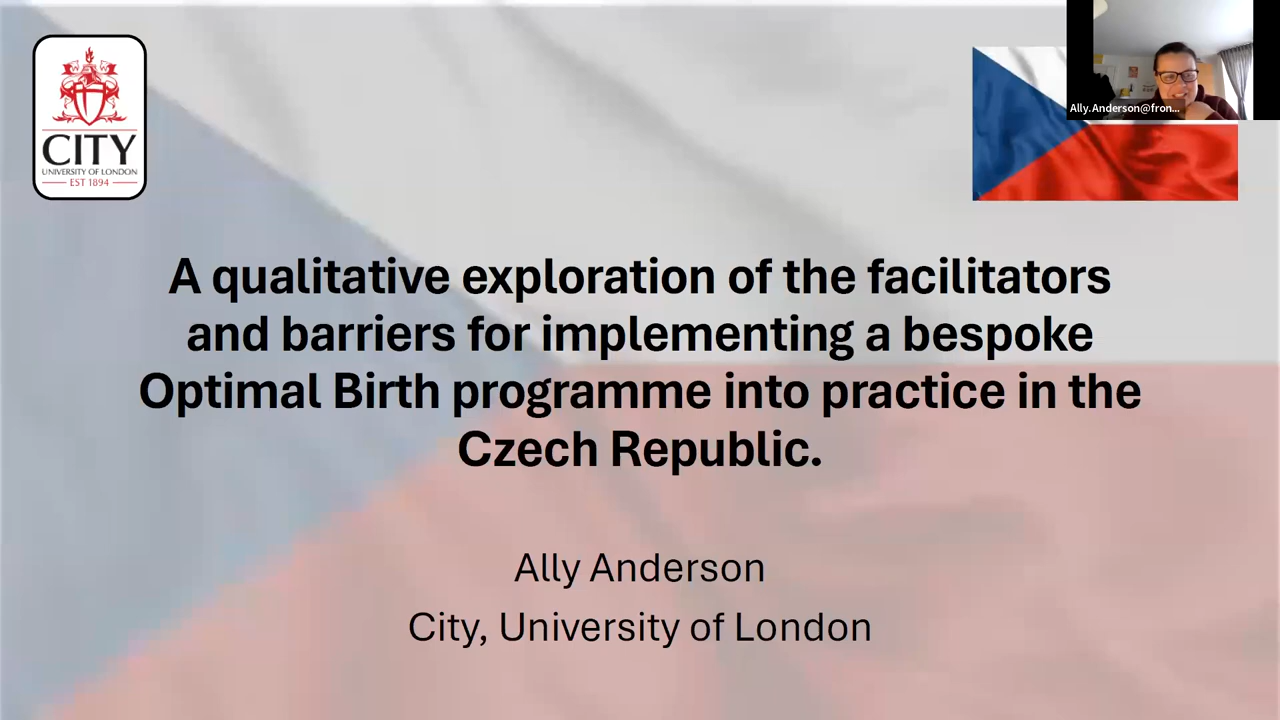 CITY
UNIVERSITY OF LONDON
EST 1894
Ally.Anderson@fron...
A qualitative exploration of the facilitators
and barriers for implementing a bespoke
Optimal Birth programme into practice in the
Czech Republic.
Ally Anderson
City, University of London